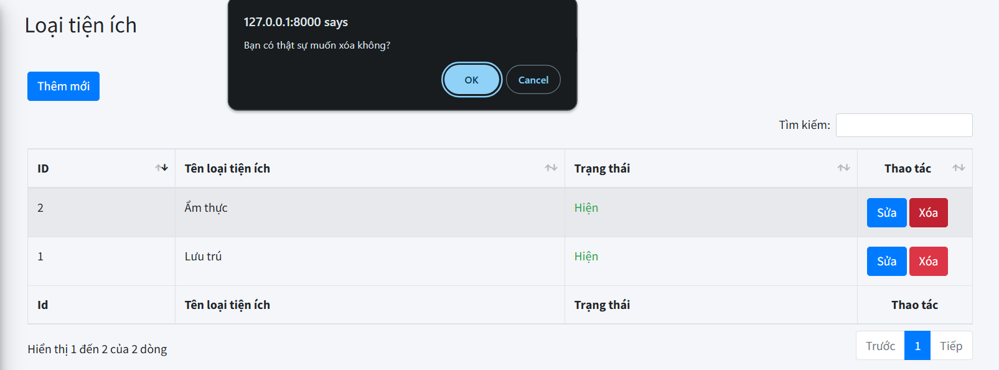 Loại tiện ích
127.0.0.1:8000 says
Bạn có thật sự muốn xóa không?
OK Cancel
Thêm mới
Tìm kiếm:
ID Tên loại tiện ích Trạng thái Thao tác
2 Ẩm thực Hiện Sửa Xóa
1 Lưu trú Hiện Sửa Xóa
Id Tên loại tiện ích Trạng thái Thao tác
Hiển thị 1 đến 2 của 2 dòng
Trước 1 Tiếp